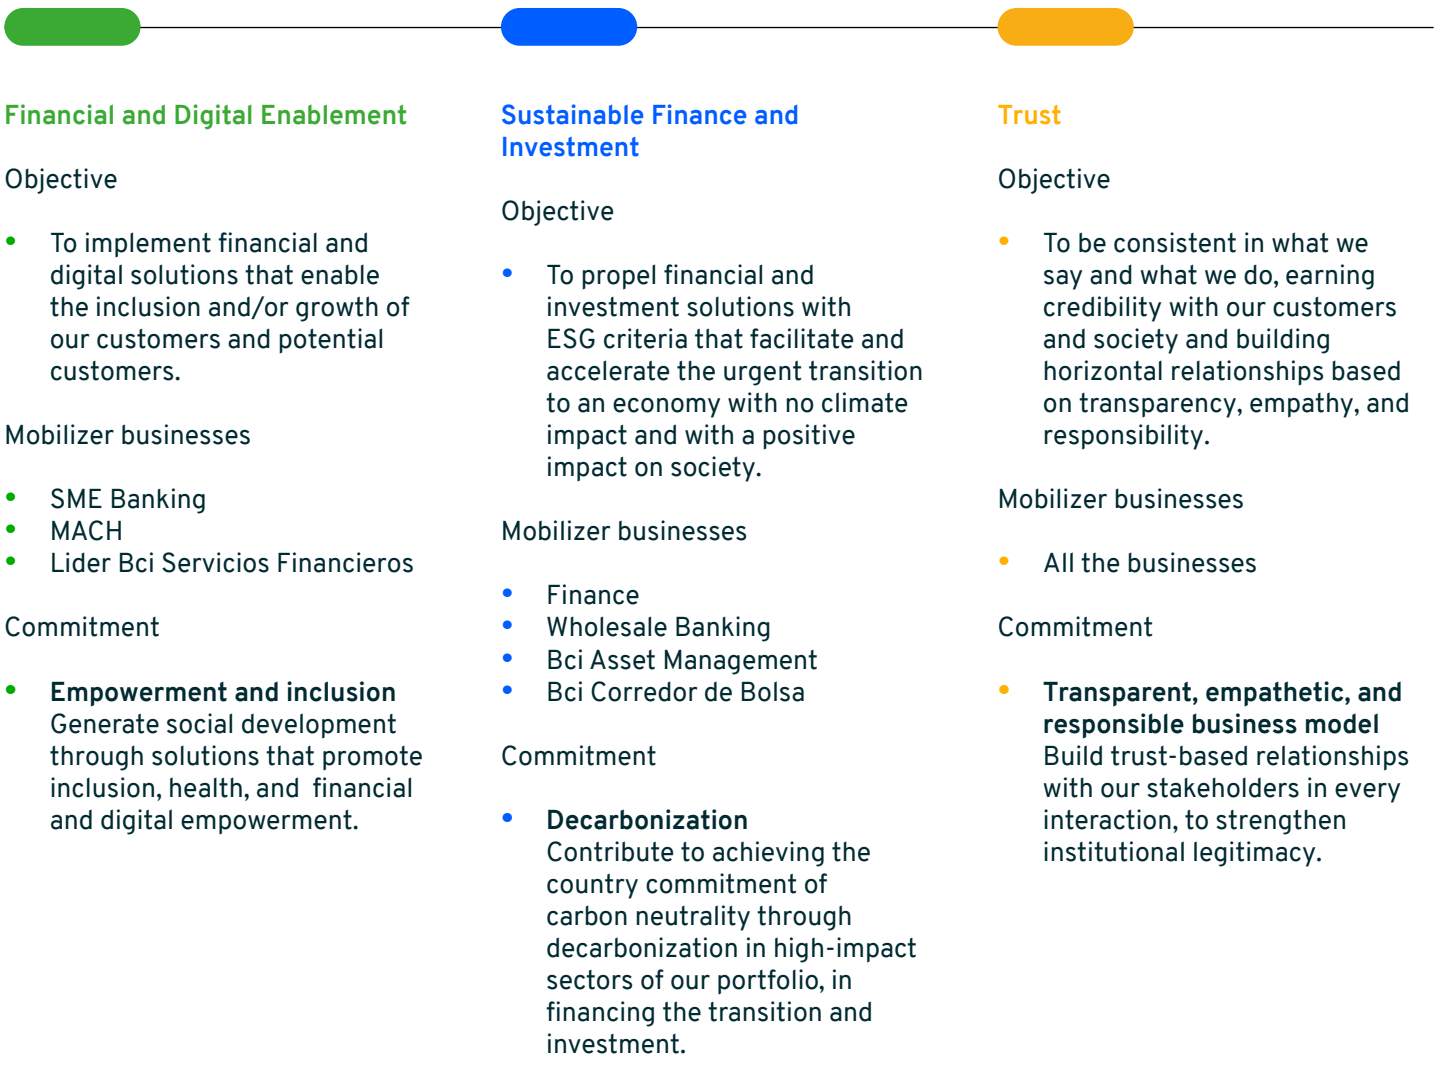 Financial and Digital Enablement
Objective
• To implement financial and
digital solutions that enable
the inclusion and/or growth of
our customers and potential
customers.
Mobilizer businesses
• SME Banking
• MACH
• Lider Bci Servicios Financieros
Commitment
• Empowerment and inclusion
Generate social development
through solutions that promote
inclusion, health, and  financial
and digital empowerment.
Sustainable Finance and
Investment
Objective
• To propel financial and
investment solutions with
ESG criteria that facilitate and
accelerate the urgent transition
to an economy with no climate
impact and with a positive
impact on society.
Mobilizer businesses
• Finance
• Wholesale Banking
• Bci Asset Management
• Bci Corredor de Bolsa
Commitment
• Decarbonization
Contribute to achieving the
country commitment of
carbon neutrality through
decarbonization in high-impact
sectors of our portfolio, in
financing the transition and
investment.
Trust
Objective
• To be consistent in what we
say and what we do, earning
credibility with our customers
and society and building
horizontal relationships based
on transparency, empathy, and
responsibility.
Mobilizer businesses
• All the businesses
Commitment
• Transparent, empathetic, and
responsible business model
Build trust-based relationships
with our stakeholders in every
interaction, to strengthen
institutional legitimacy.